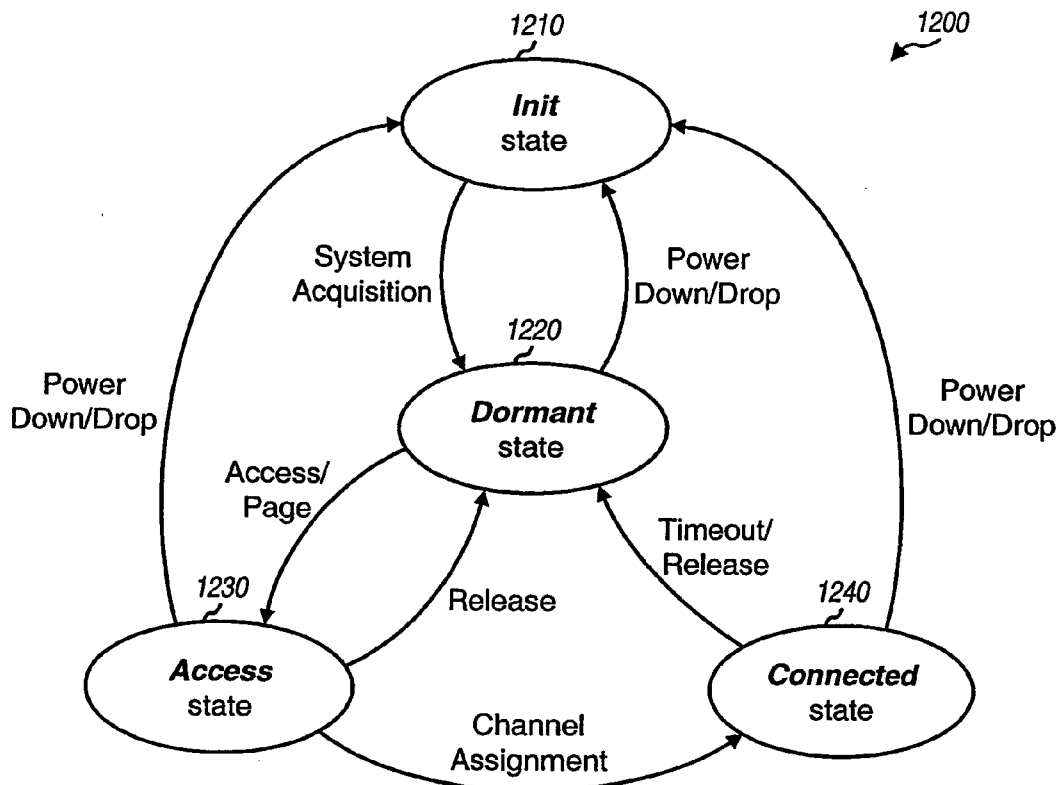 1210
1200
Init
state
System
Acquisition
Power
Down/Drop
1220
Power
Down/Drop
Dormant
state
Power
Down/Drop
Access/
Page
Timeout/
Release
1230
Release
1240
Access
state
Connected
state
Channel
Assignment